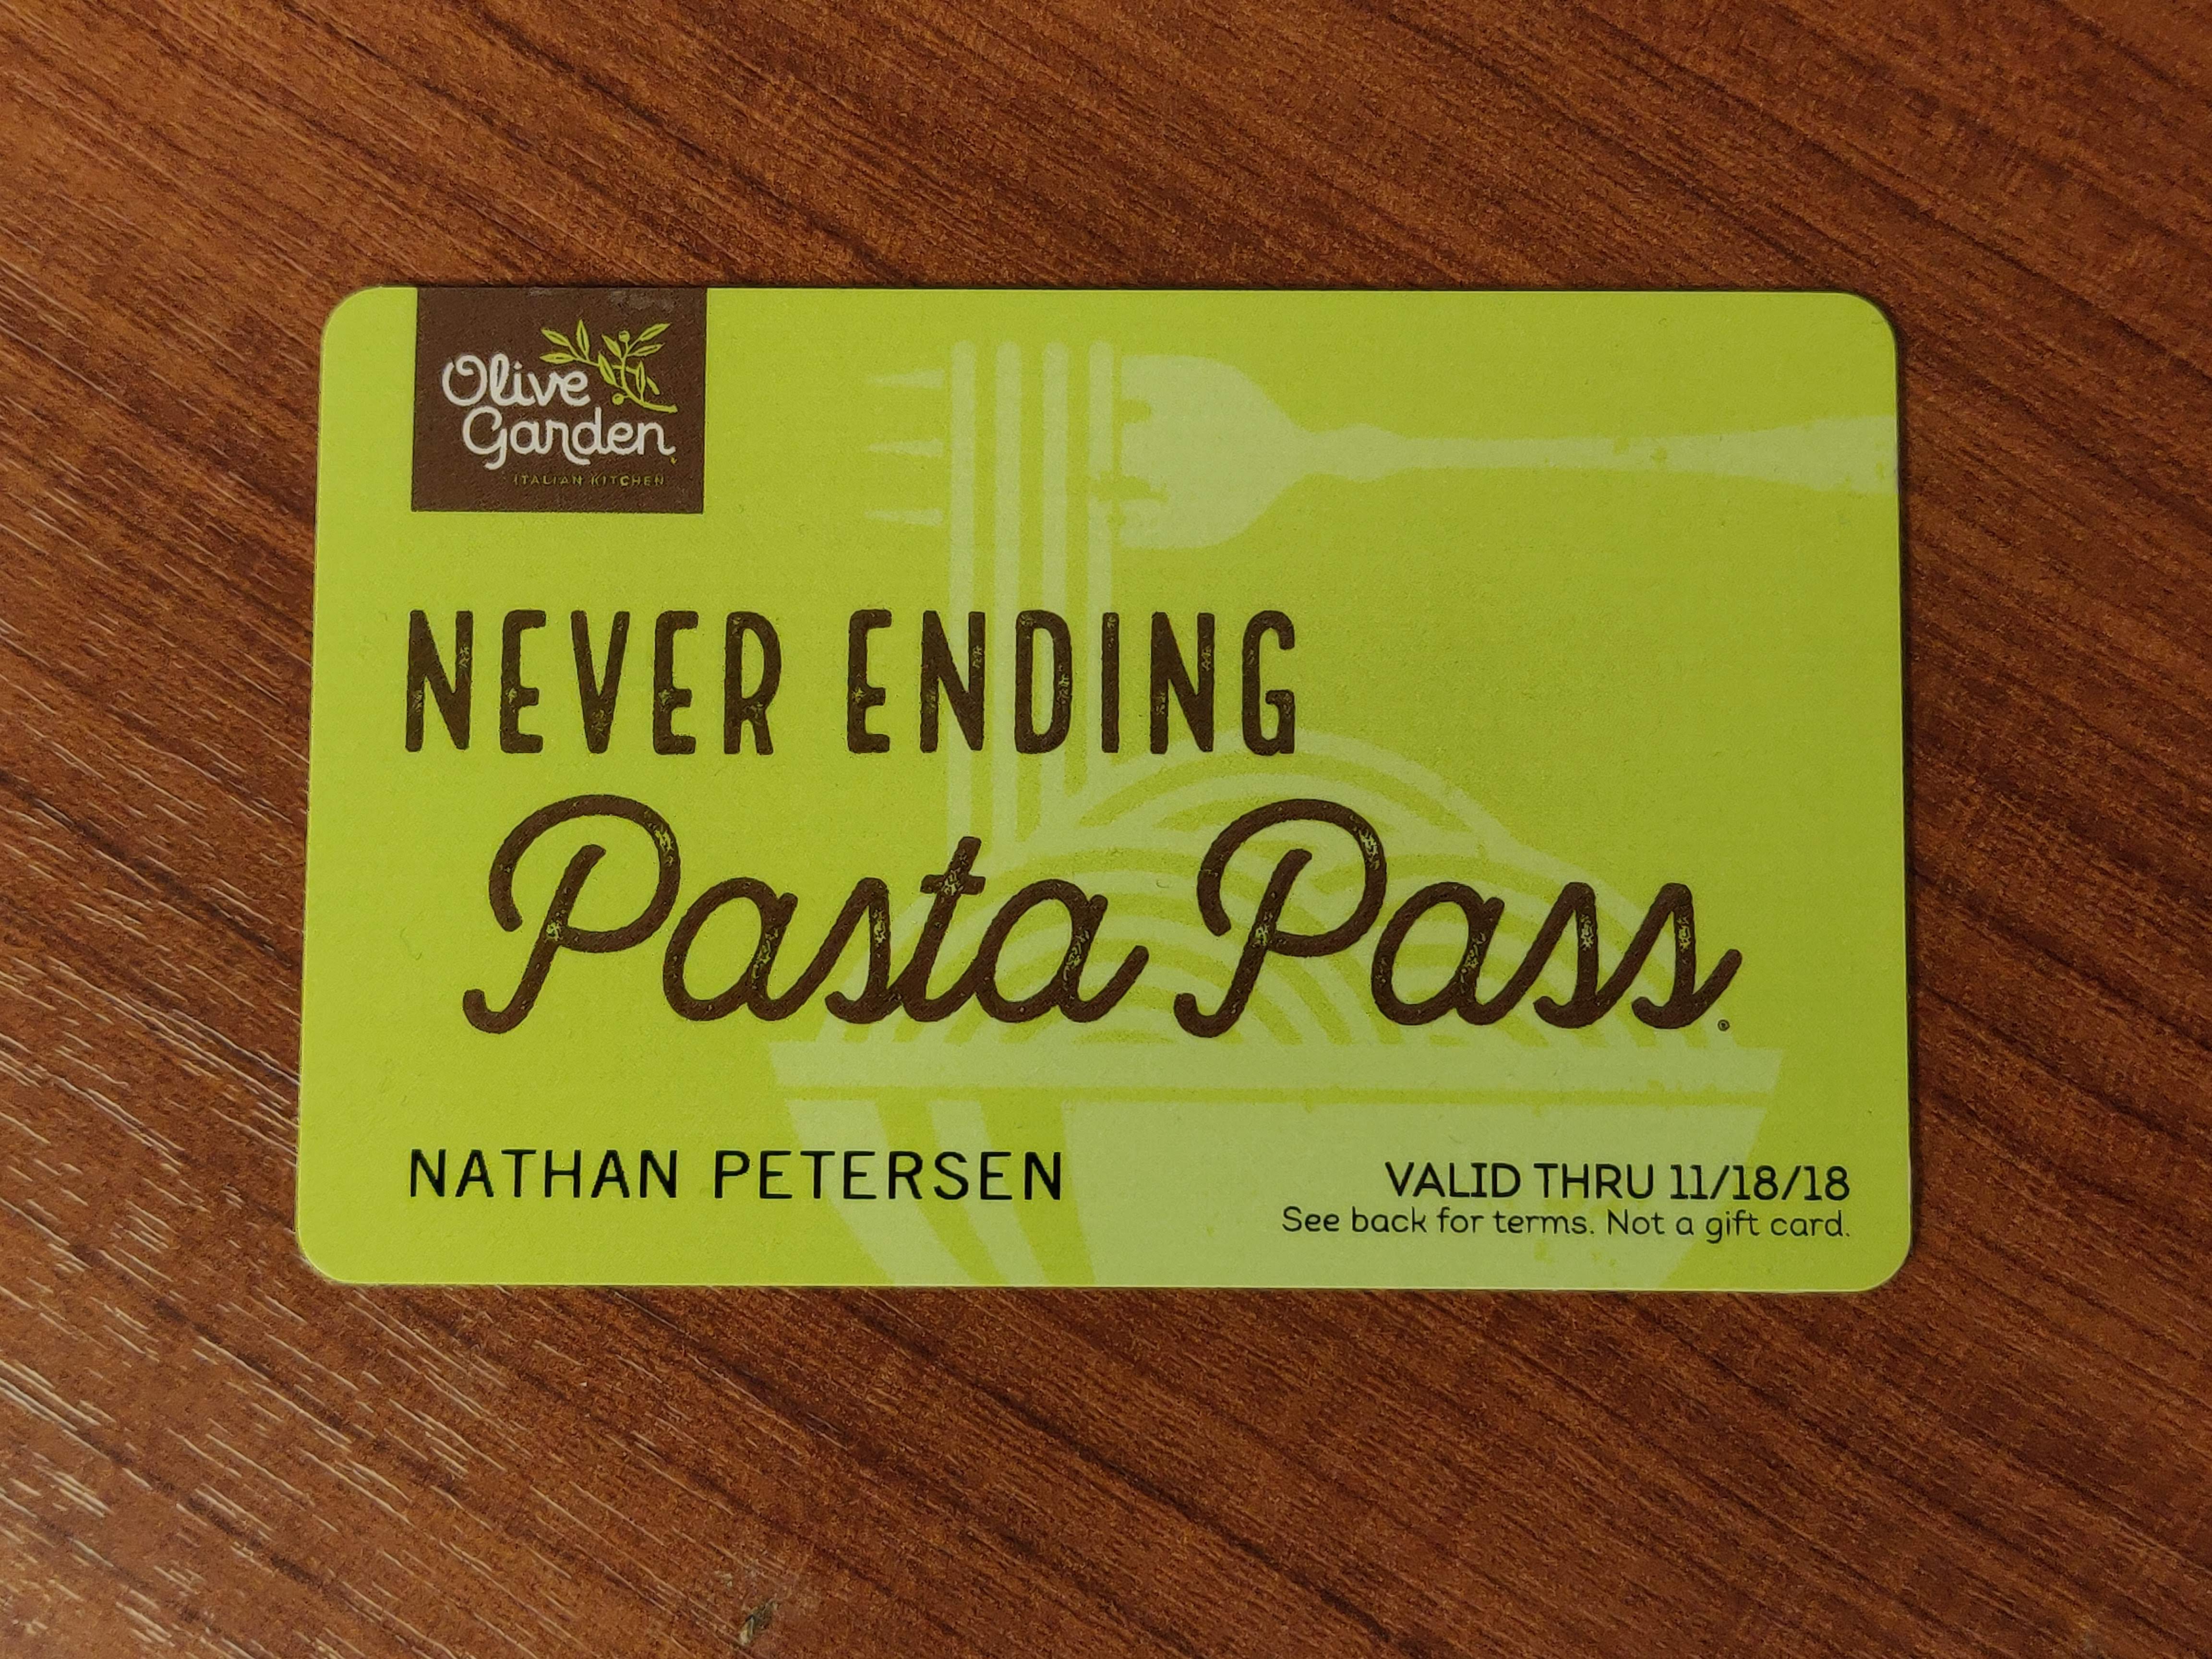 Olive
Garden
ITALIAN KITCHEN
NEVER ENDING
Pasta Pass®
NATHAN PETERSEN
VALID THRU 11/18/18
See back for terms. Not a gift card.